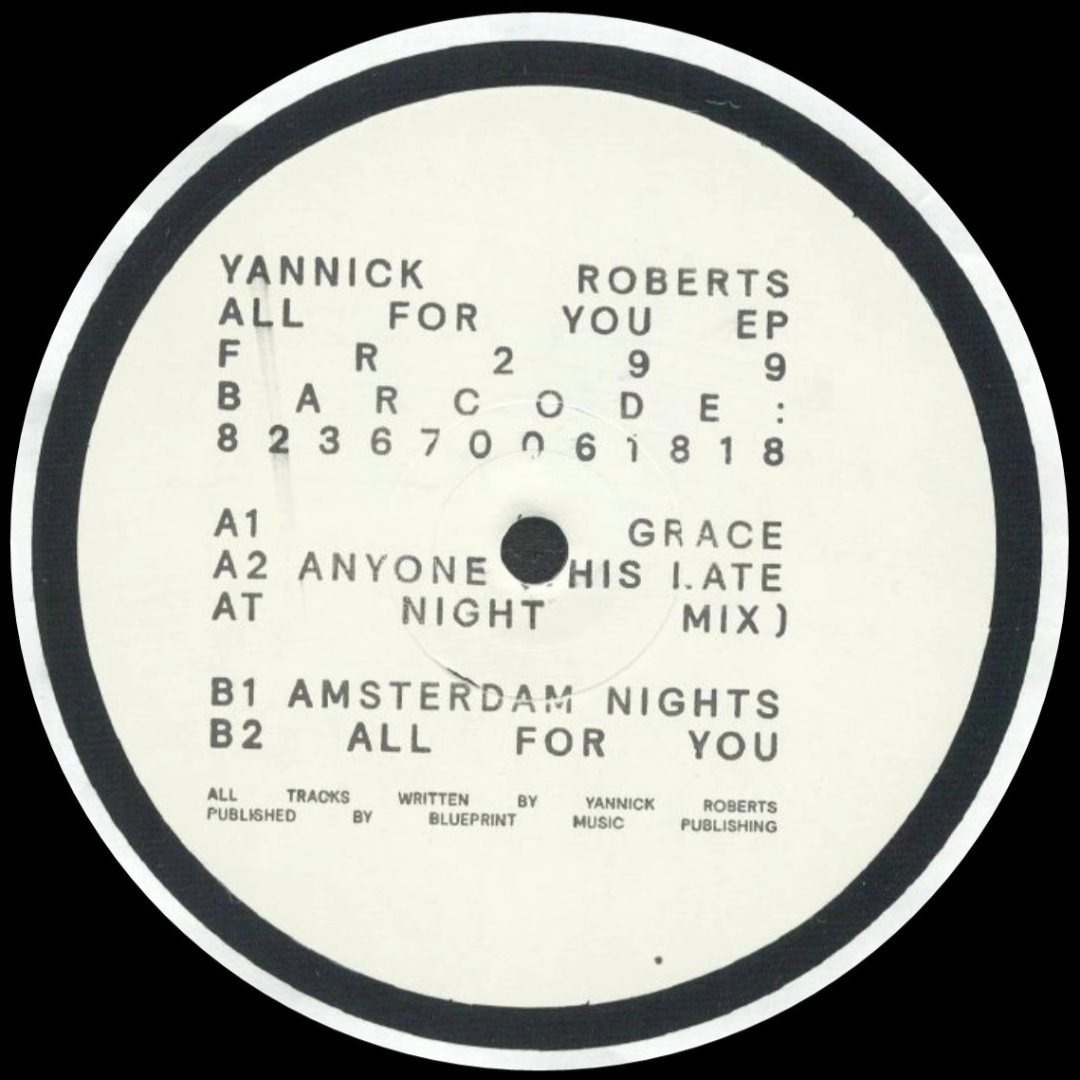 YANNICK ROBERTS
ALL FOR YOU EP
F R 2 9 9
B A R C O D E :
8 2 3 6 7 0 0 6 1 8 1 8
A1 GRACE
A2 ANYONE (THIS LATE
AT NIGHT MIX)
B1 AMSTERDAM NIGHTS
B2 ALL FOR YOU
ALL TRACKS WRITTEN BY YANNICK ROBERTS
PUBLISHED BY BLUEPRINT MUSIC PUBLISHING